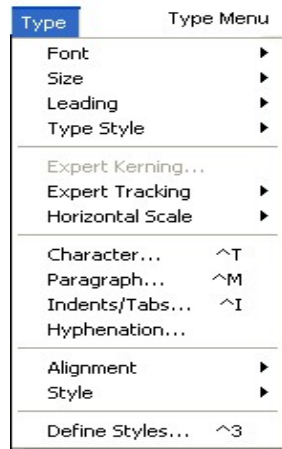 Type Type Menu
Font
Size
Leading
Type Style
Expert Kerning...
Expert Tracking
Horizontal Scale
Character... ^T
Paragraph... ^M
Indents/Tabs... ^I
Hyphenation...
Alignment
Style
Define Styles... ^3